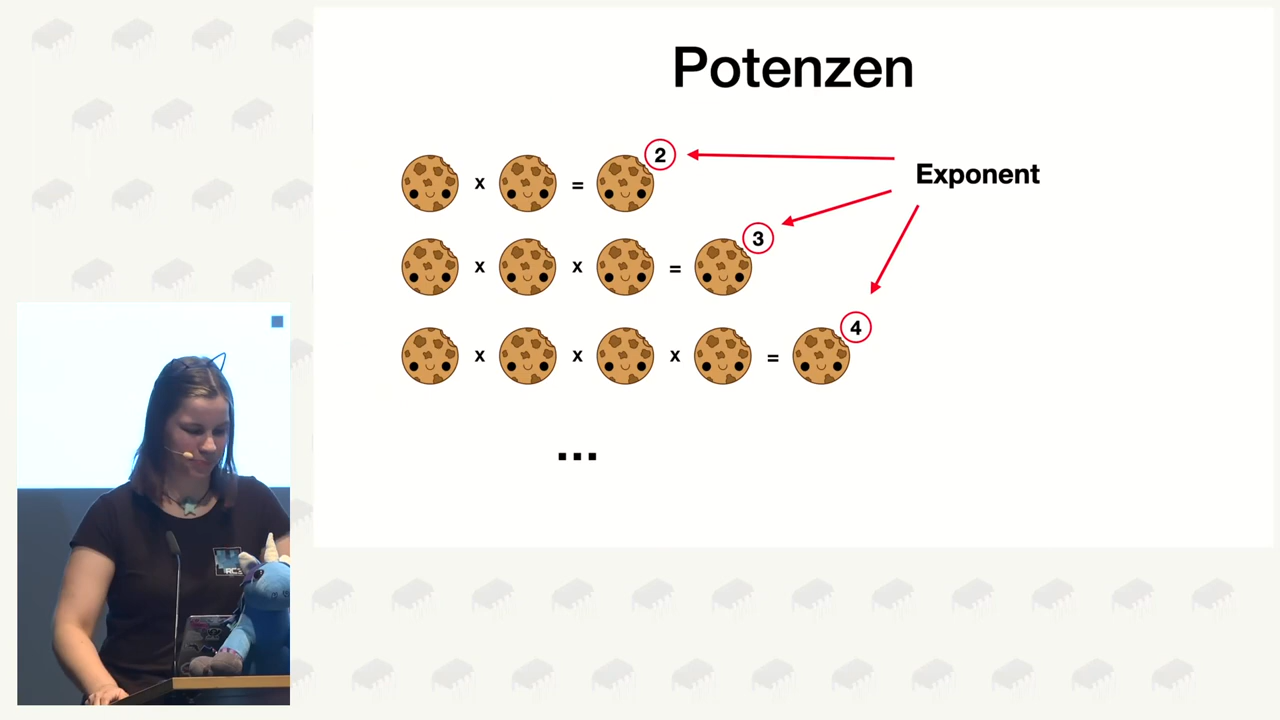 Potenzen
x = 2
Exponent
x x = 3
x x x = 4
...